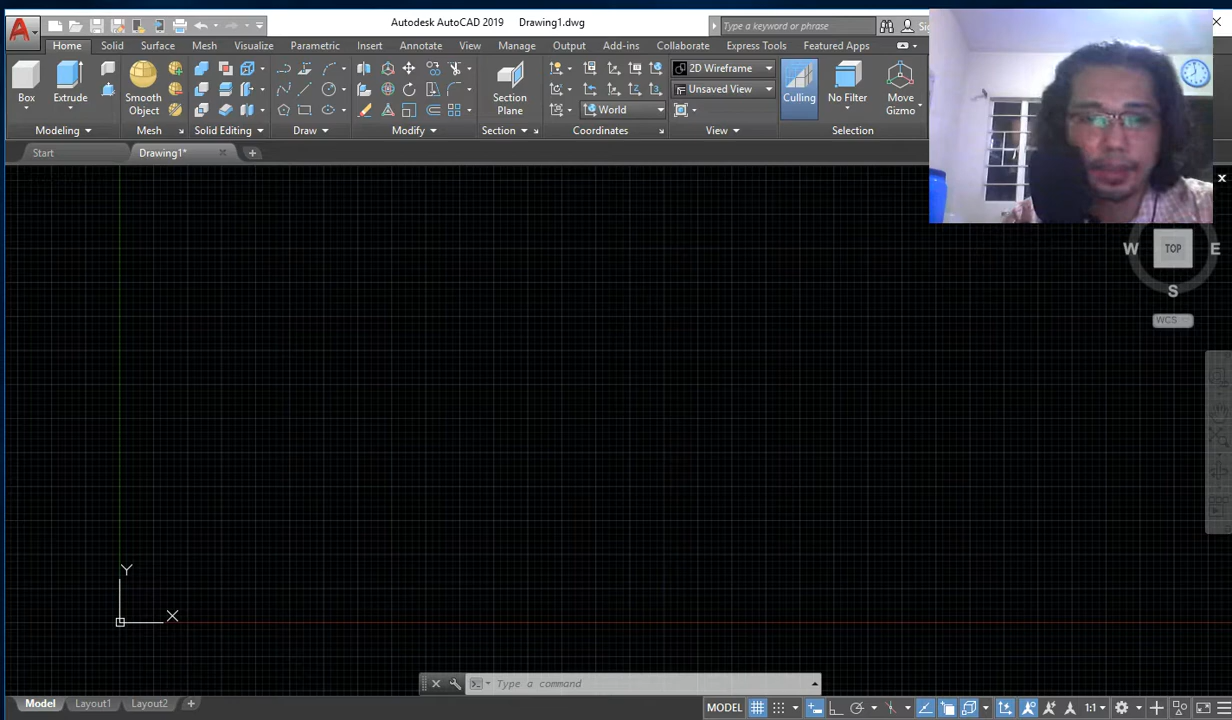 Autodesk AutoCAD 2019 Drawing1.dwg
Type a keyword or phrase
Home Solid Surface Mesh Visualize Parametric Insert Annotate View Manage Output Add-ins Collaborate Express Tools Featured Apps
2D Wireframe
Unsaved View
World
Box
Extrude
Smooth
Object
Section
Plane
Culling
No Filter
Move
Gizmo
Modeling Mesh Solid Editing Draw Modify Section Coordinates View Selection
Start Drawing1*
W TOP E
S
WCS
Y
X
Type a command
Model Layout1 Layout2 MODEL 1:1